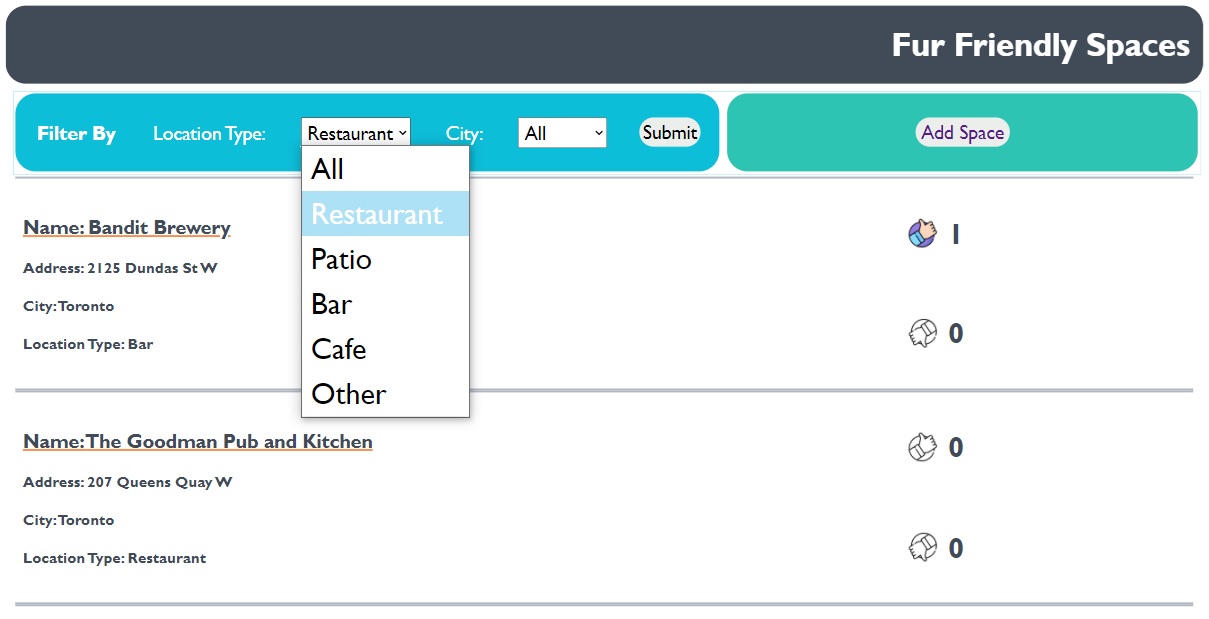 Fur Friendly Spaces
Filter By Location Type: Restaurant City: All Submit Add Space
All
Restaurant
Patio
Bar
Cafe
Other
Name: Bandit Brewery
1
Address: 2125 Dundas St W
City: Toronto
0
Location Type: Bar
Name: The Goodman Pub and Kitchen
0
Address: 207 Queens Quay W
City: Toronto
0
Location Type: Restaurant